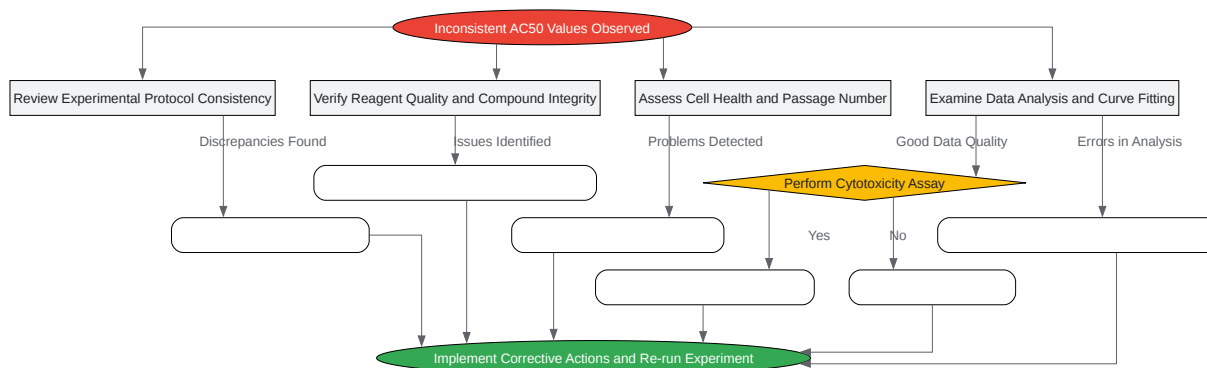 Inconsistent AC50 Values Observed
Review Experimental Protocol Consistency
Verify Reagent Quality and Compound Integrity
Assess Cell Health and Passage Number
Examine Data Analysis and Curve Fitting
Discrepancies Found
Issues Identified
Problems Detected
Good Data Quality
Errors in Analysis
Perform Cytotoxicity Assay
Yes
No
Implement Corrective Actions and Re-run Experiment